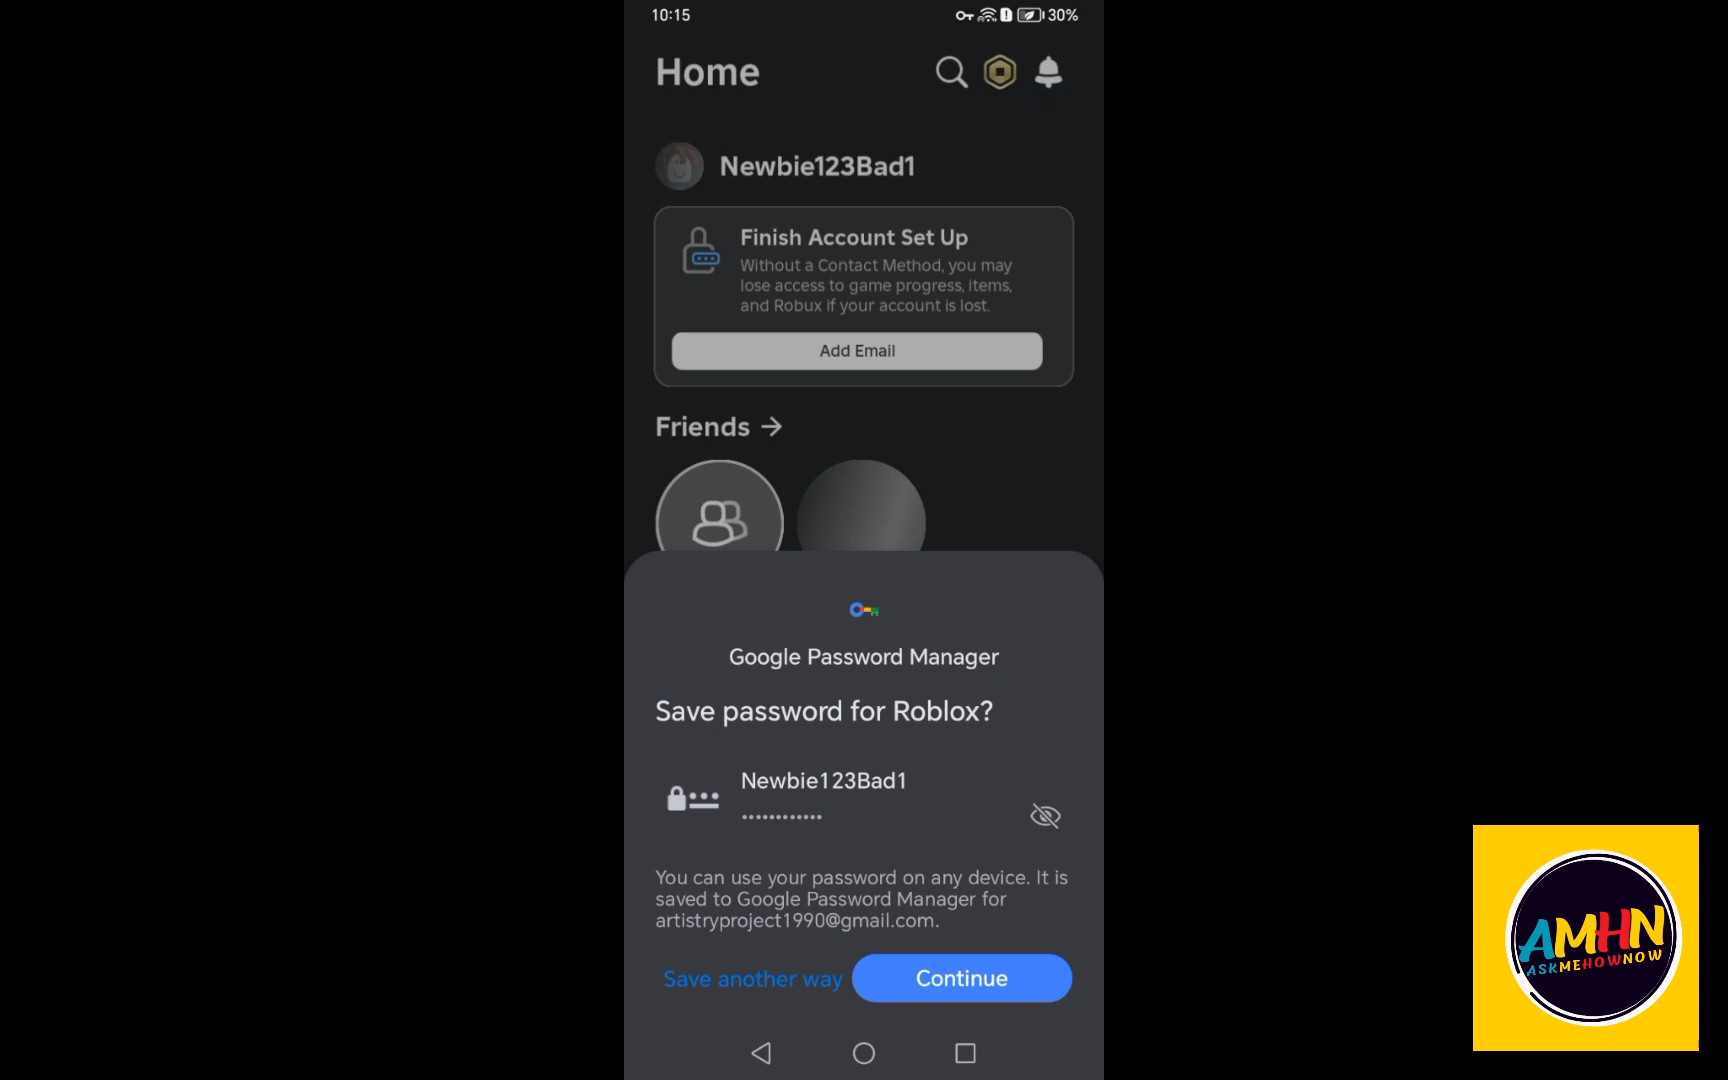 10:15
30%
Home
Newbie123Bad1
Finish Account Set Up
Without a Contact Method, you may
lose access to game progress, items,
and Robux if your account is lost.
Add Email
Friends →
Google Password Manager
Save password for Roblox?
Newbie123Bad1
••••••••••••
You can use your password on any device. It is
saved to Google Password Manager for
artistryproject1990@gmail.com.
Save another way
Continue
AMHN
ASKMEHOWNOW